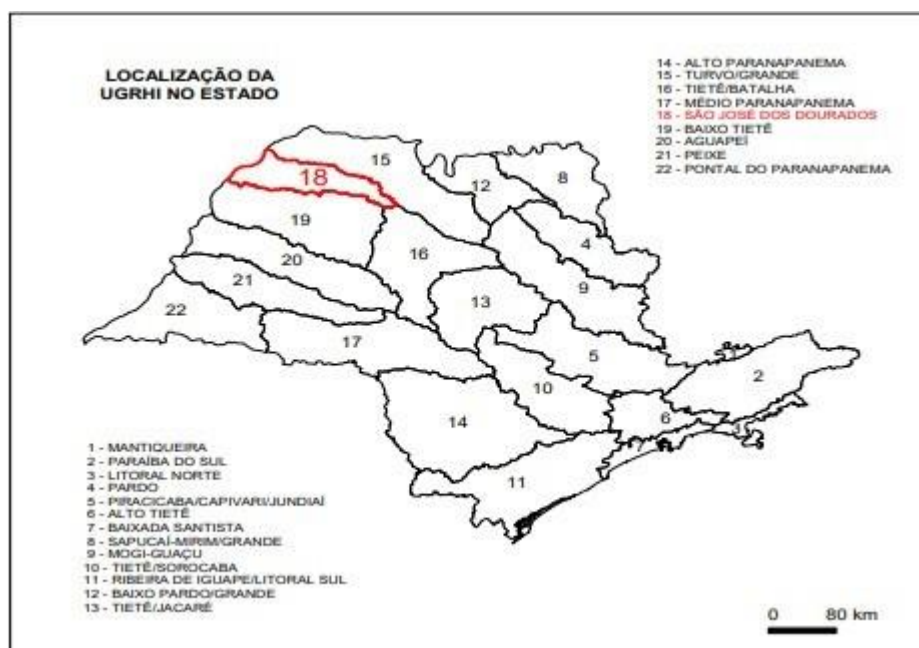 LOCALIZAÇÃO DA
UGRHI NO ESTADO
14 - ALTO PARANAPANEMA
15 - TURVO/GRANDE
16 - TIETÊ/BATALHA
17 - MÉDIO PARANAPANEMA
18 - SÃO JOSÉ DOS DOURADOS
19 - BAIXO TIETÊ
20 - AGUAPEÍ
21 - PEIXE
22 - PONTAL DO PARANAPANEMA
15
18
12
8
19
4
16
20
9
21
13
22
17
5
1
2
10
14
6
3
7
11
1 - MANTIQUEIRA
2 - PARAÍBA DO SUL
3 - LITORAL NORTE
4 - PARDO
5 - PIRACICABA/CAPIVARI/JUNDIAÍ
6 - ALTO TIETÊ
7 - BAIXADA SANTISTA
8 - SAPUCAÍ-MIRIM/GRANDE
9 - MOGI-GUAÇU
10 - TIETÊ/SOROCABA
11 - RIBEIRA DE IGUAPE/LITORAL SUL
12 - BAIXO PARDO/GRANDE
13 - TIETÊ/JACARÉ
0 80 km